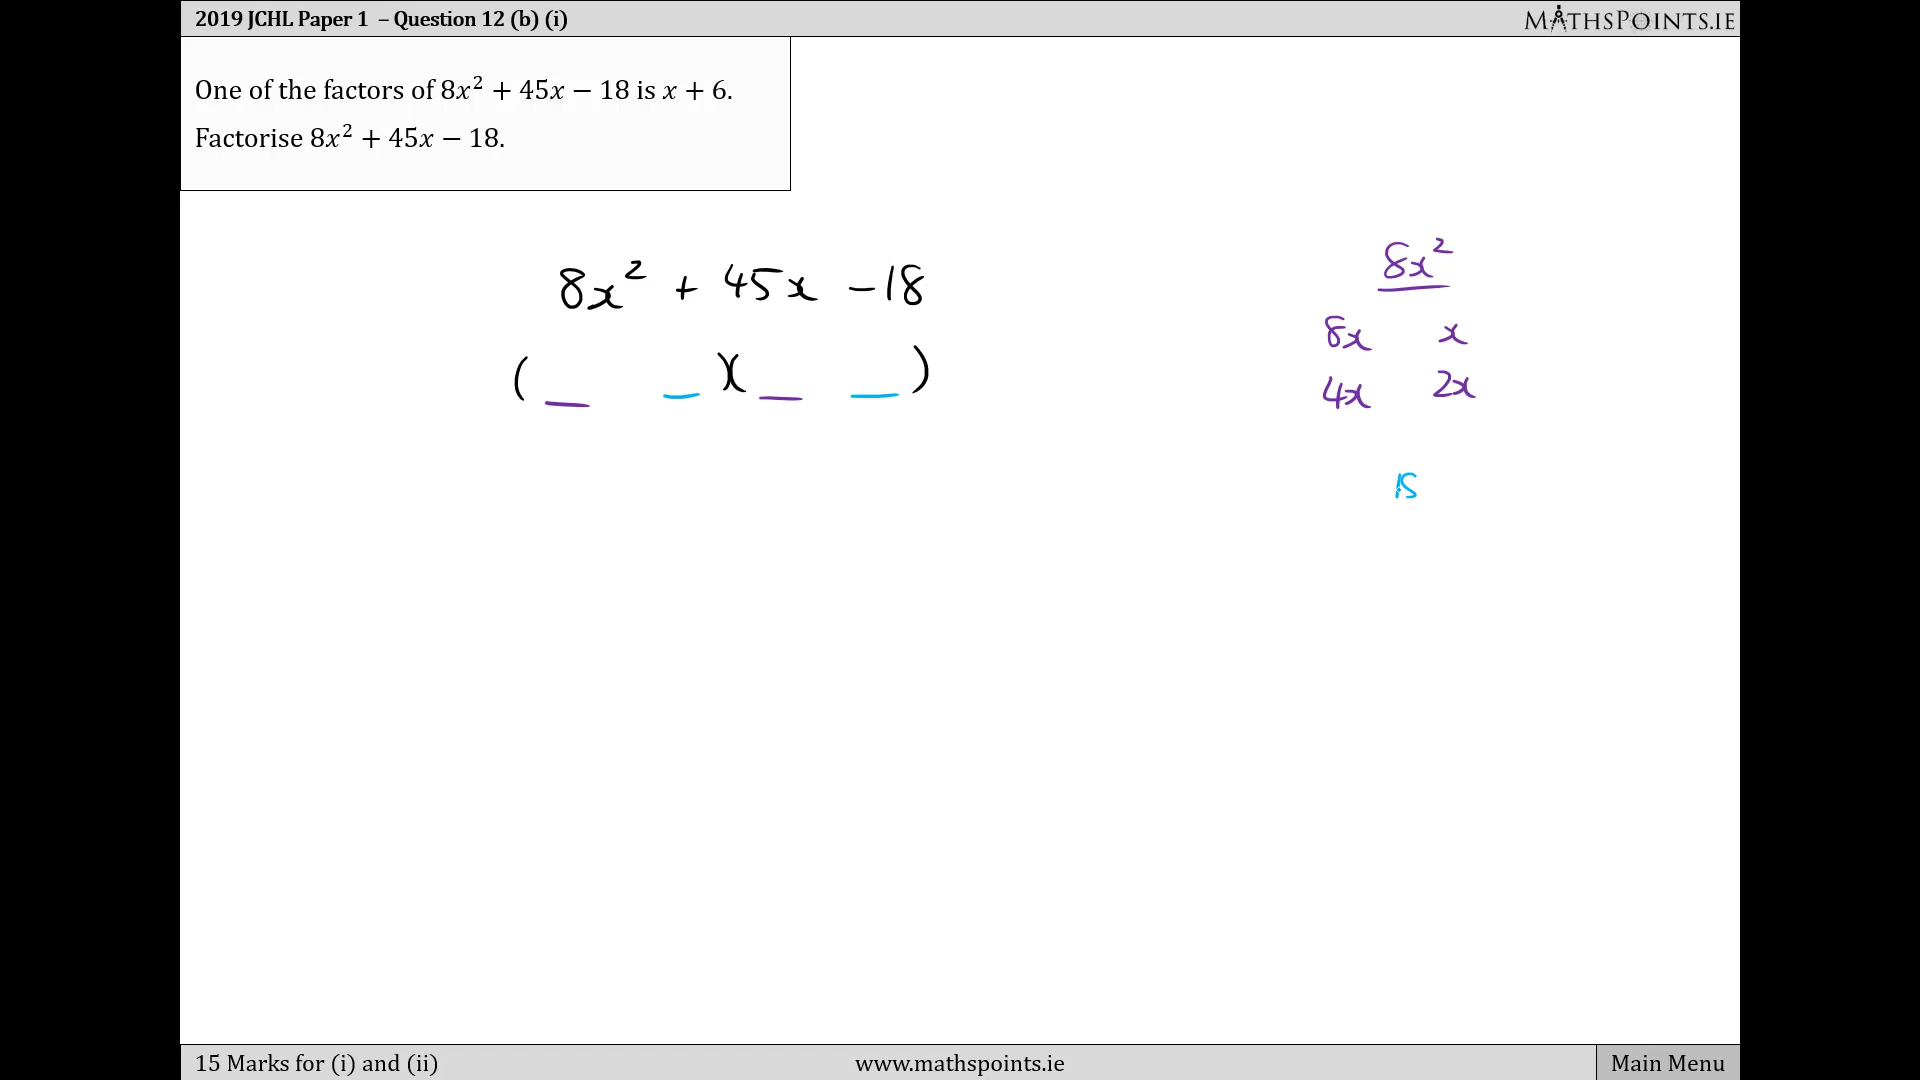 2019 JCHL Paper 1 – Question 12 (b) (i)
MATHSPOINTS.IE
One of the factors of 8x² + 45x − 18 is x + 6.
Factorise 8x² + 45x − 18.
8x² + 45x − 18
( _ _ )( _ _ )
8x²
8x x
4x 2x
15 Marks for (i) and (ii)
www.mathspoints.ie
Main Menu